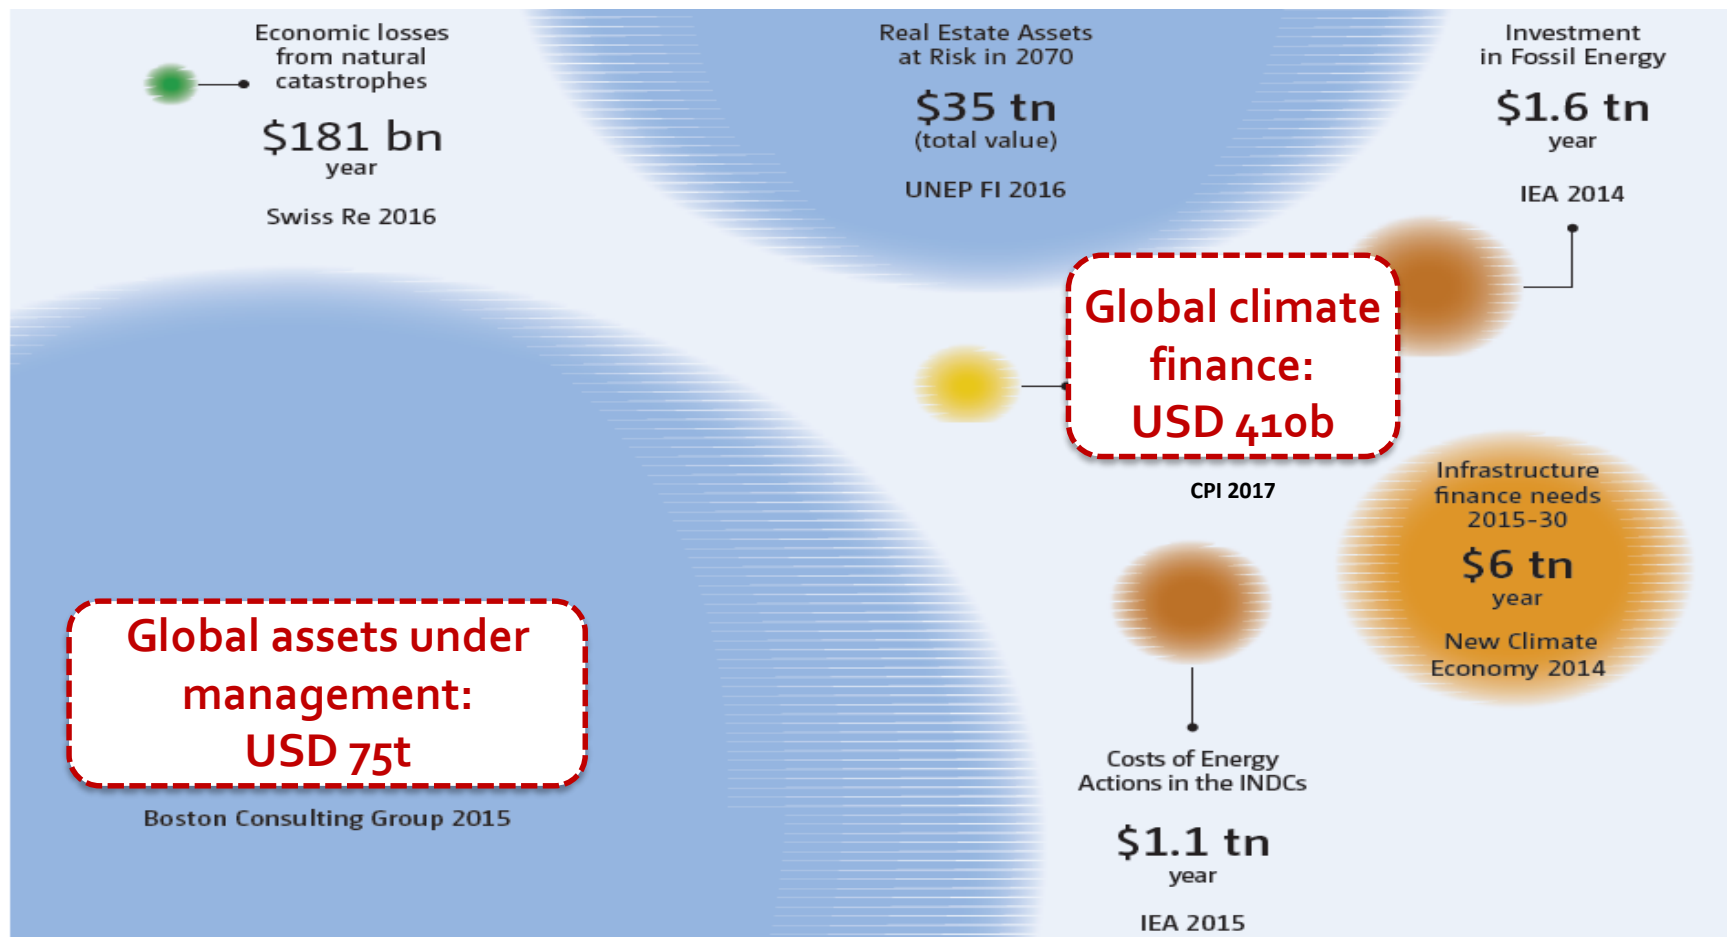 Economic losses
from natural
catastrophes
$181 bn
year
Swiss Re 2016
Real Estate Assets
at Risk in 2070
$35 tn
(total value)
UNEP FI 2016
Investment
in Fossil Energy
$1.6 tn
year
IEA 2014
Global climate
finance:
USD 410b
CPI 2017
Infrastructure
finance needs
2015-30
$6 tn
year
New Climate
Economy 2014
Global assets under
management:
USD 75t
Boston Consulting Group 2015
Costs of Energy
Actions in the INDCs
$1.1 tn
year
IEA 2015